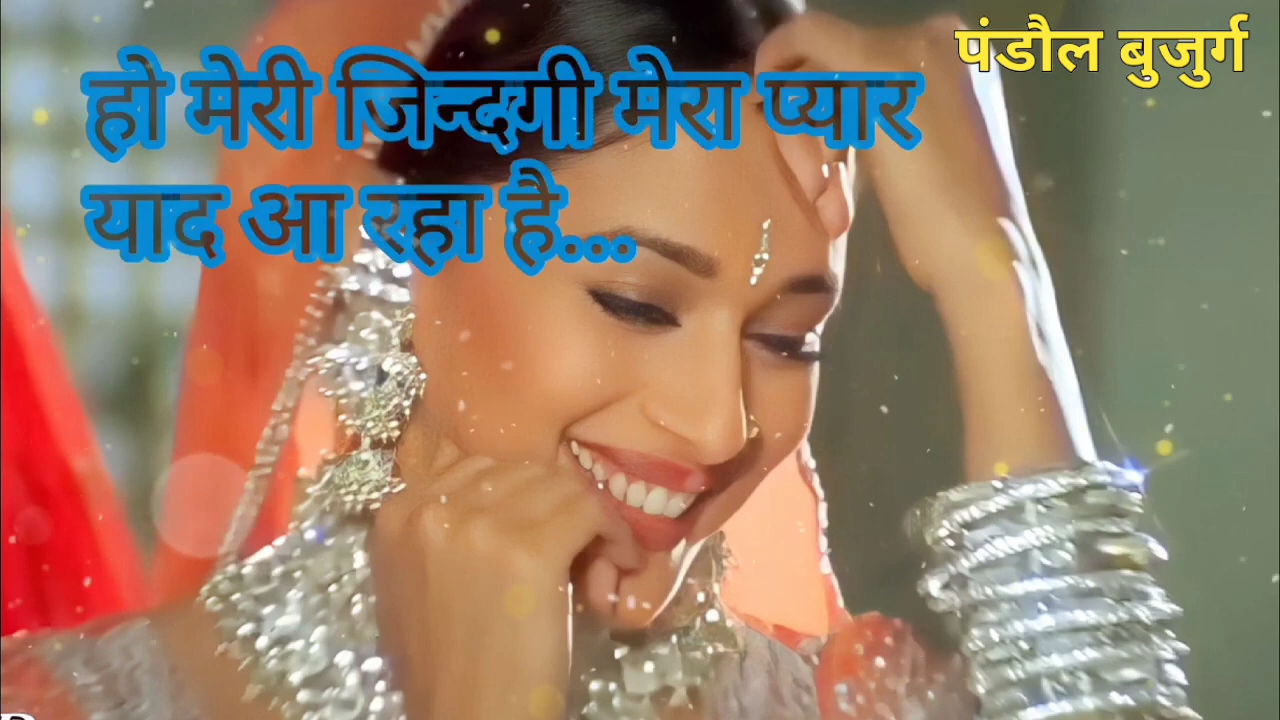 पंडौल बुजुर्ग
हो मेरी जिन्दगी मेरा प्यार
याद आ रहा है...